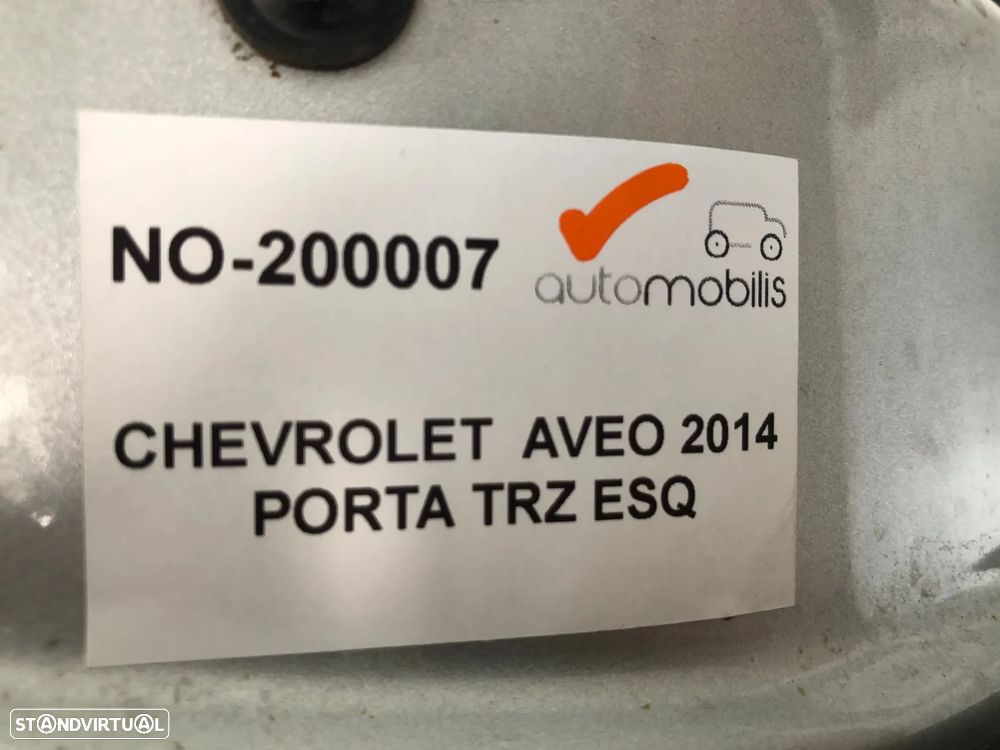 NO-200007
automobilis
CHEVROLET AVEO 2014
PORTA TRZ ESQ
STANDVIRTUAL